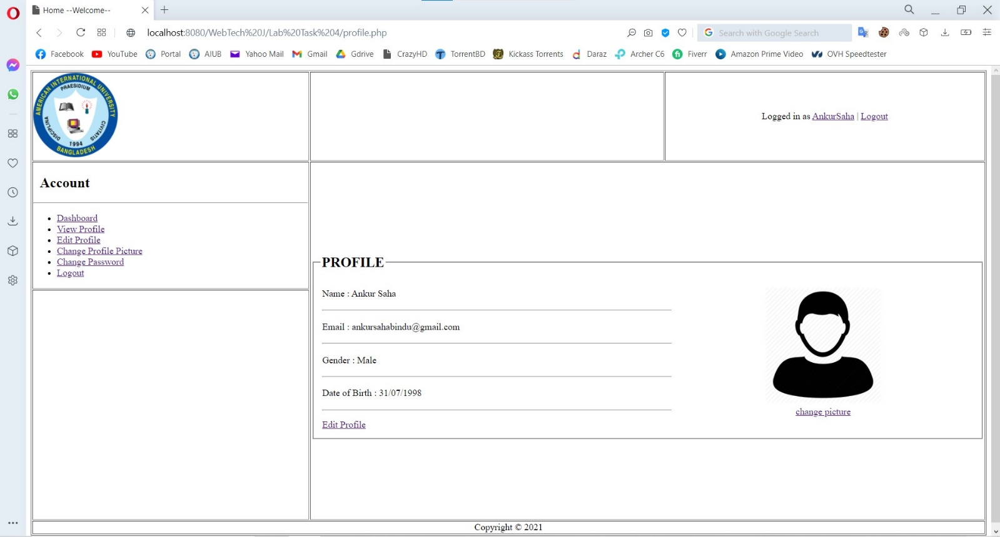 Home --Welcome--
localhost:8080/WebTech%20J/Lab%20Task%204/profile.php
Search with Google Search
Facebook YouTube Portal AIUB Yahoo Mail Gmail Gdrive CrazyHD TorrentBD Kickass Torrents Daraz Archer C6 Fiverr Amazon Prime Video OVH Speedtester
AMERICAN INTERNATIONAL UNIVERSITY
PRAESIDIUM
DISCIPLINA
CIVITATIS
1994
BANGLADESH
Logged in as AnkurSaha | Logout
Account
Dashboard
View Profile
Edit Profile
Change Profile Picture
Change Password
Logout
PROFILE
Name : Ankur Saha
Email : ankursahabindu@gmail.com
Gender : Male
Date of Birth : 31/07/1998
Edit Profile
change picture
Copyright © 2021